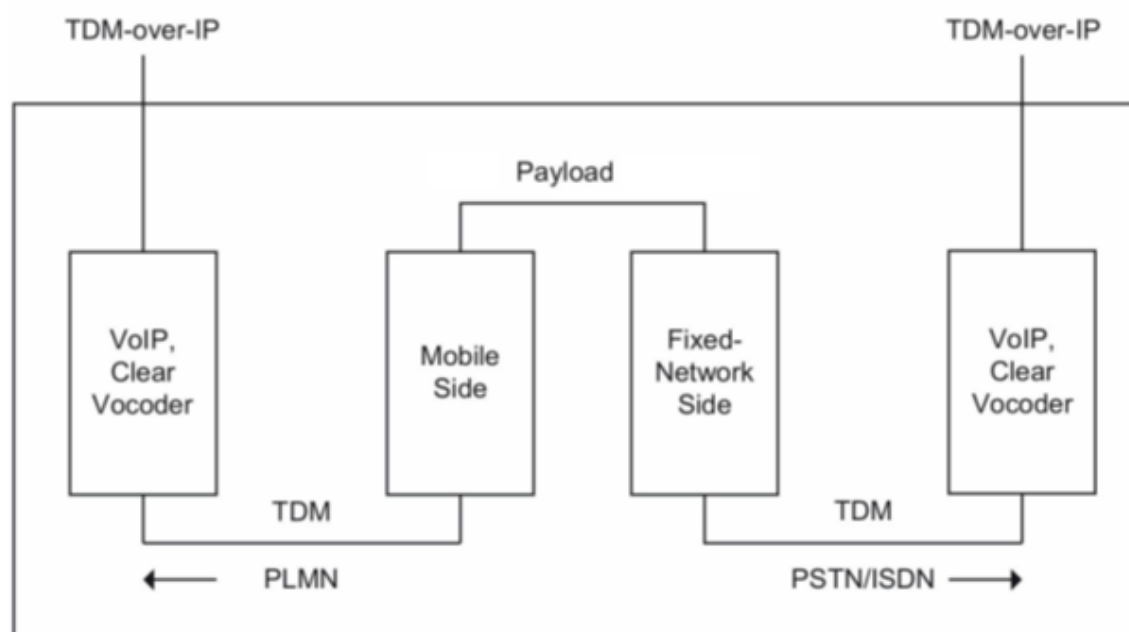 TDM-over-IP
TDM-over-IP
Payload
VoIP,
Clear
Vocoder
Mobile
Side
Fixed-
Network
Side
VoIP,
Clear
Vocoder
TDM
TDM
PLMN
PSTN/ISDN